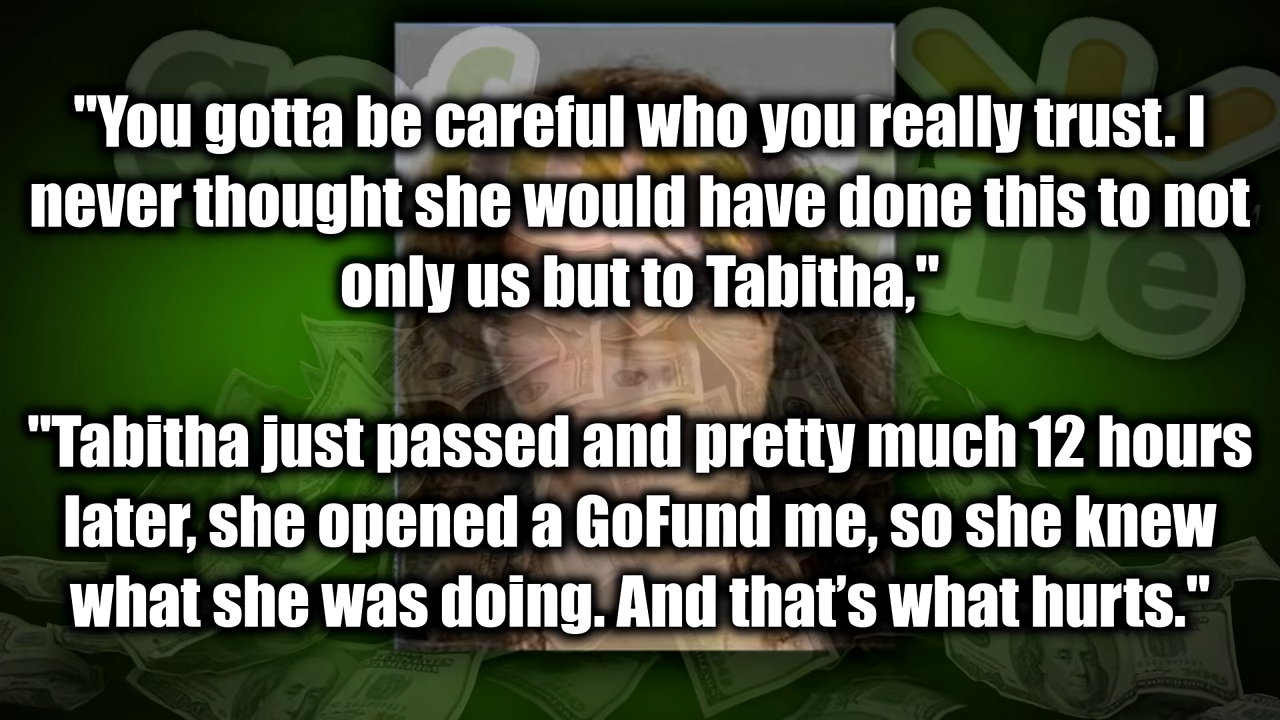 gof
me
"You gotta be careful who you really trust. I
never thought she would have done this to not
only us but to Tabitha,"
"Tabitha just passed and pretty much 12 hours
later, she opened a GoFund me, so she knew
what she was doing. And that’s what hurts."